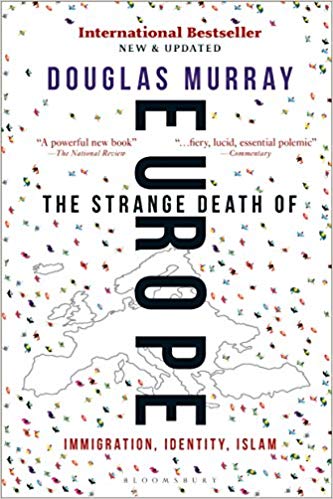 International Bestseller
NEW & UPDATED
DOUGLAS MURRAY
“A powerful new book”
—The National Review
“…fiery, lucid, essential polemic”
—Commentary
THE STRANGE DEATH OF
EUROPE
IMMIGRATION, IDENTITY, ISLAM
BLOOMSBURY